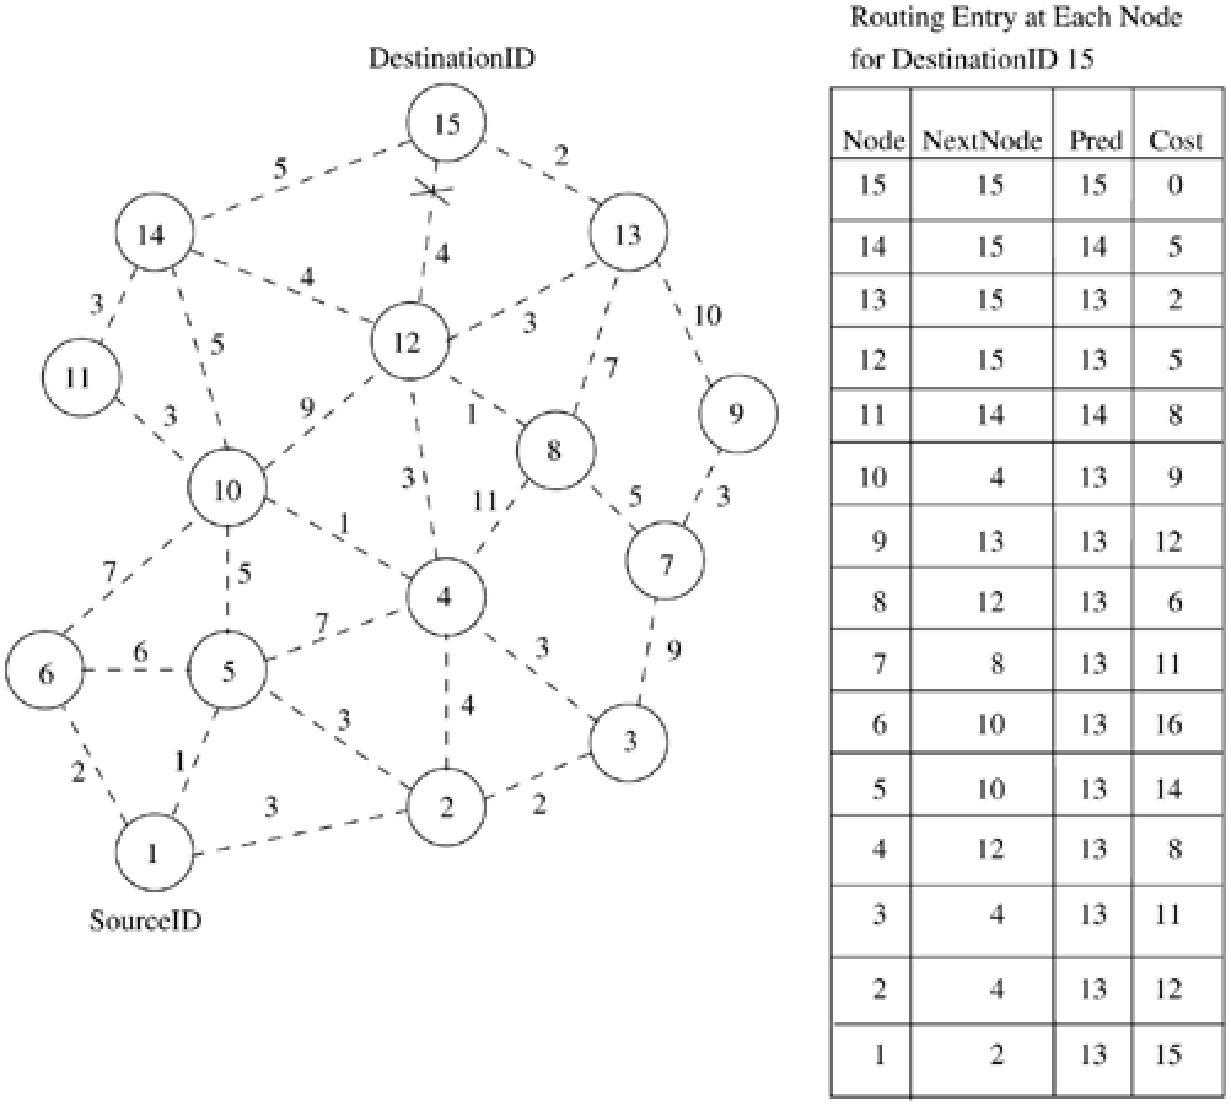 DestinationID
15
5
2
14
13
4
4
3
10
3
5
12
7
11
9
1
9
3
8
3
11
5
3
10
1
7
7
5
4
7
3
9
6
6
5
3
4
3
2
1
2
3
2
1
SourceID
Routing Entry at Each Node
for DestinationID 15
Node NextNode Pred Cost
15 15 15 0
14 15 14 5
13 15 13 2
12 15 13 5
11 14 14 8
10 4 13 9
9 13 13 12
8 12 13 6
7 8 13 11
6 10 13 16
5 10 13 14
4 12 13 8
3 4 13 11
2 4 13 12
1 2 13 15